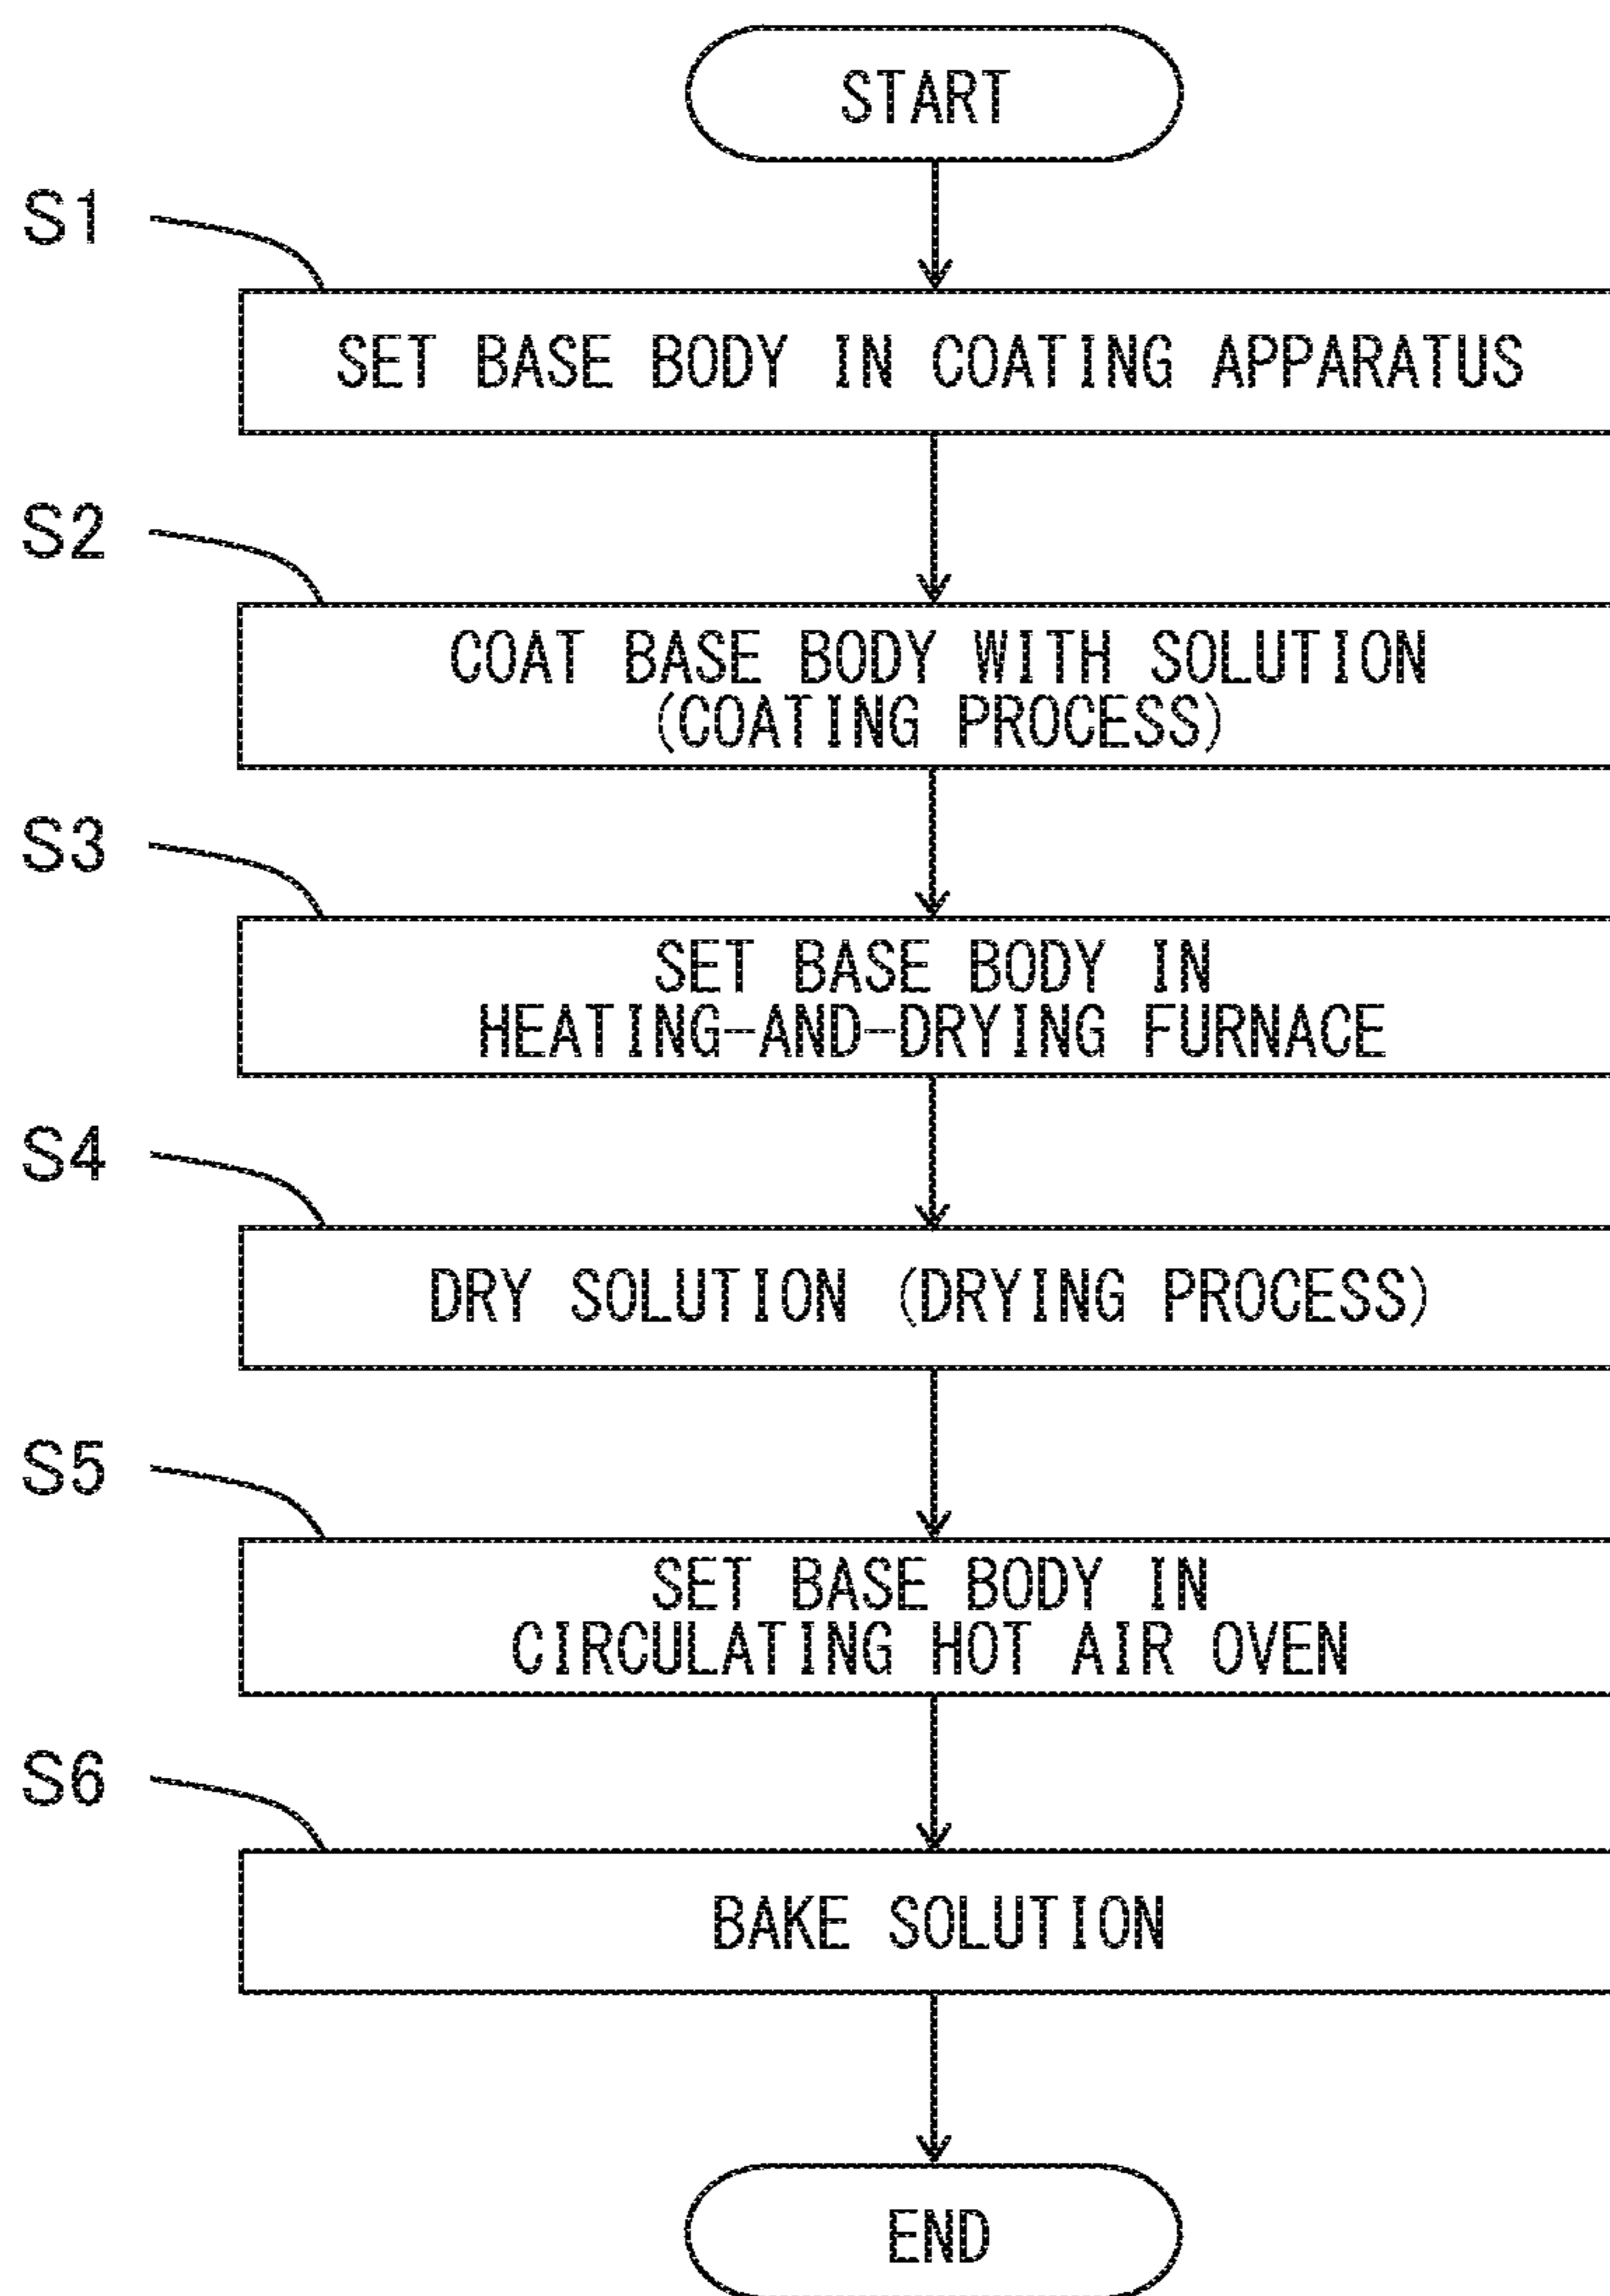 START
S1
SET BASE BODY IN COATING APPARATUS
S2
COAT BASE BODY WITH SOLUTION
(COATING PROCESS)
S3
SET BASE BODY IN
HEATING-AND-DRYING FURNACE
S4
DRY SOLUTION (DRYING PROCESS)
S5
SET BASE BODY IN
CIRCULATING HOT AIR OVEN
S6
BAKE SOLUTION
END